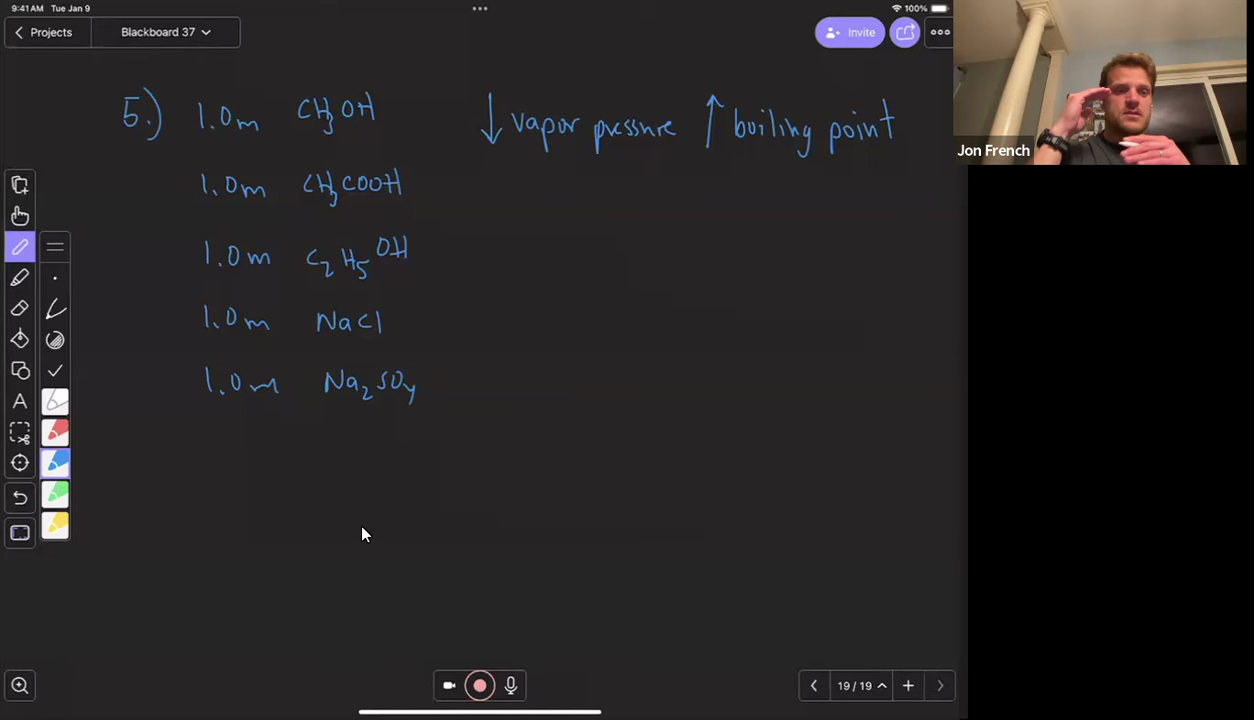 9:41 AM Tue Jan 9
100%
Projects
Blackboard 37
Invite
5.) 1.0m CH3OH
↓ vapor pressure ↑ boiling point
Jon French
1.0m CH3COOH
1.0m C2H5OH
1.0m NaCl
1.0m Na2SO4
A
19 / 19